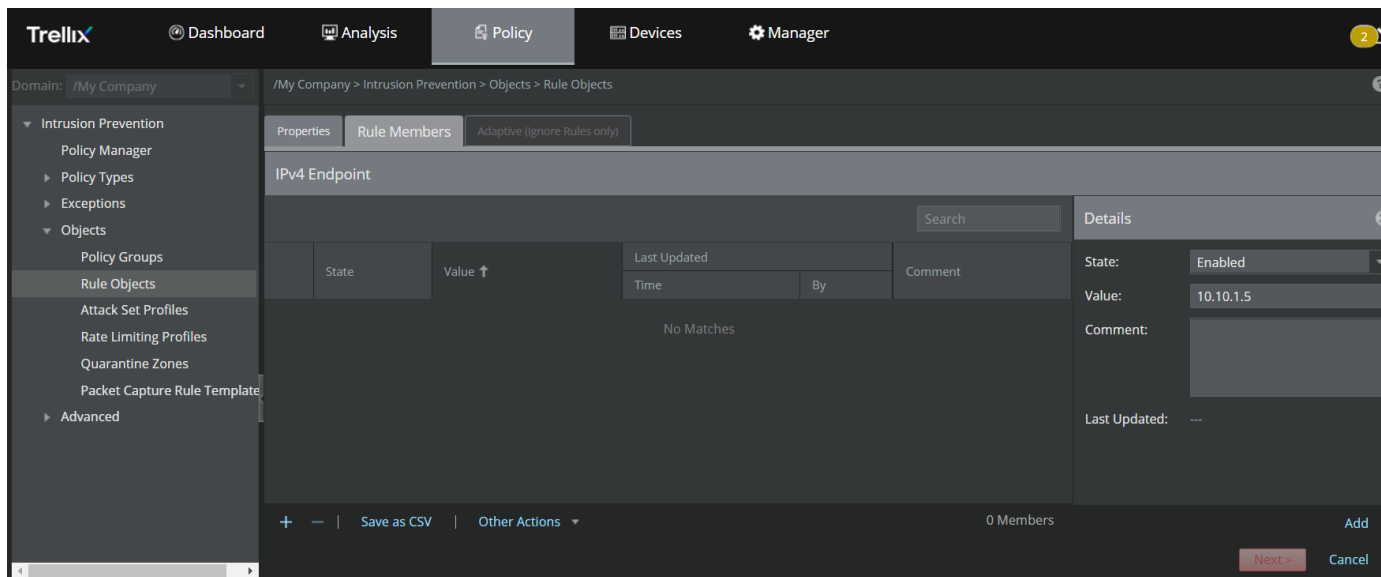 Trellix
Dashboard
Analysis
Policy
Devices
Manager
2
Domain: /My Company
/My Company > Intrusion Prevention > Objects > Rule Objects
Intrusion Prevention
Policy Manager
Policy Types
Exceptions
Objects
Policy Groups
Rule Objects
Attack Set Profiles
Rate Limiting Profiles
Quarantine Zones
Packet Capture Rule Template
Advanced
Properties
Rule Members
Adaptive (Ignore Rules only)
IPv4 Endpoint
Search
State
Value ↑
Last Updated
Time
By
Comment
No Matches
Details
State: Enabled
Value: 10.10.1.5
Comment:
Last Updated: ---
+ — | Save as CSV | Other Actions
0 Members
Add
Next >
Cancel